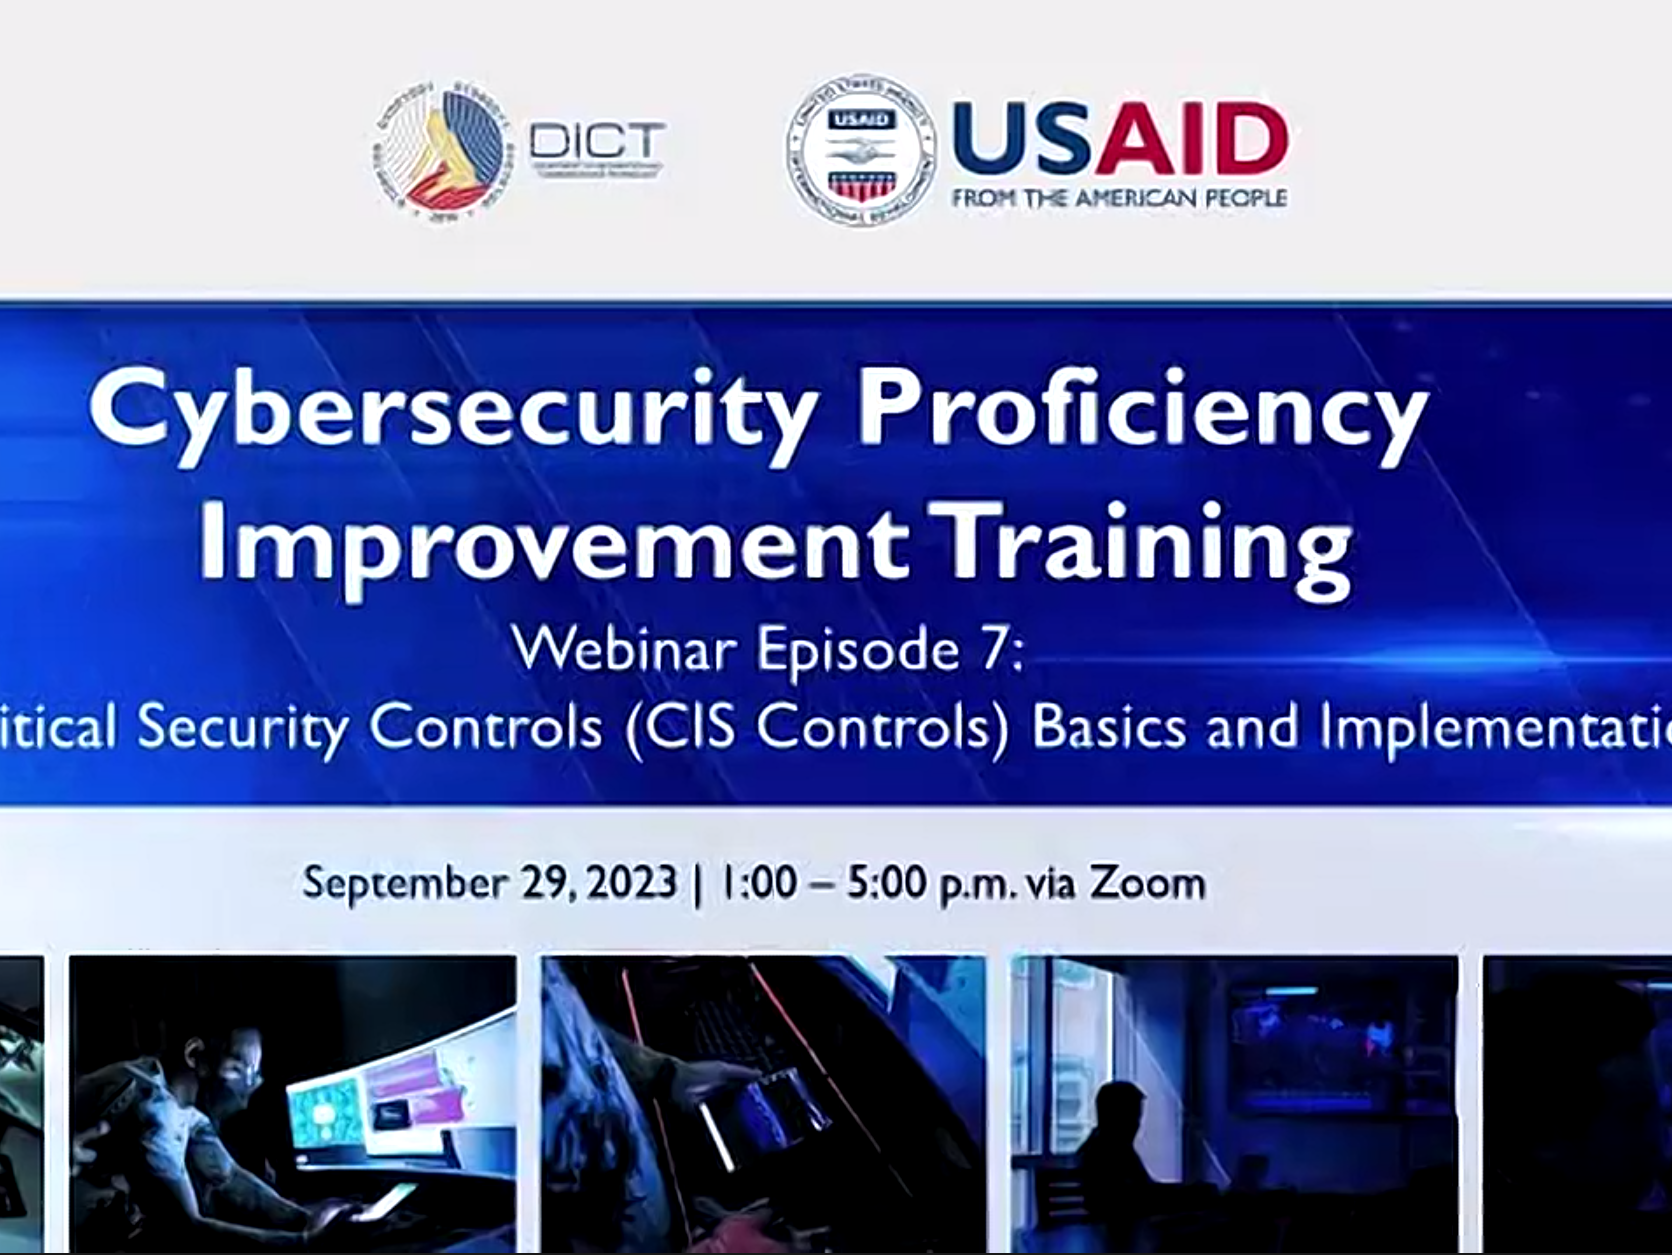 DICT
USAID
USAID
FROM THE AMERICAN PEOPLE
Cybersecurity Proficiency
Improvement Training
Webinar Episode 7:
itical Security Controls (CIS Controls) Basics and Implementatio
September 29, 2023 | 1:00 – 5:00 p.m. via Zoom